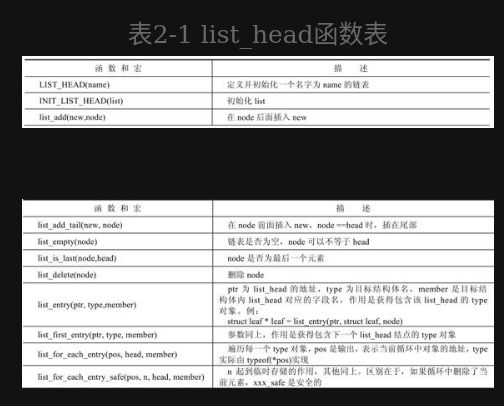 表2-1 list_head函数表
函 数 和 宏 描 述
LIST_HEAD(name) 定义并初始化一个名字为 name 的链表
INIT_LIST_HEAD(list) 初始化 list
list_add(new,node) 在 node 后面插入 new
函 数 和 宏 描 述
list_add_tail(new, node) 在 node 前面插入 new，node ==head 时，插在尾部
list_empty(node) 链表是否为空，node 可以不等于 head
list_is_last(node,head) node 是否为最后一个元素
list_delete(node) 删除 node
list_entry(ptr, type,member) ptr 为 list_head 的地址，type 为目标结构体名，member 是目标结
构体内 list_head 对应的字段名，作用是获得包含该 list_head 的 type
对象。例：
struct leaf * leaf = list_entry(ptr, struct leaf, node)
list_first_entry(ptr, type, member) 参数同上，作用是获得包含下一个 list_head 结点的 type 对象
list_for_each_entry(pos, head, member) 遍历每一个 type 对象，pos 是输出，表示当前循环中对象的地址，type
实际由 typeof(*pos)实现
list_for_each_entry_safe(pos, n, head, member) n 起到临时存储的作用，其他同上。区别在于，如果循环中删除了当
前元素，xxx_safe 是安全的